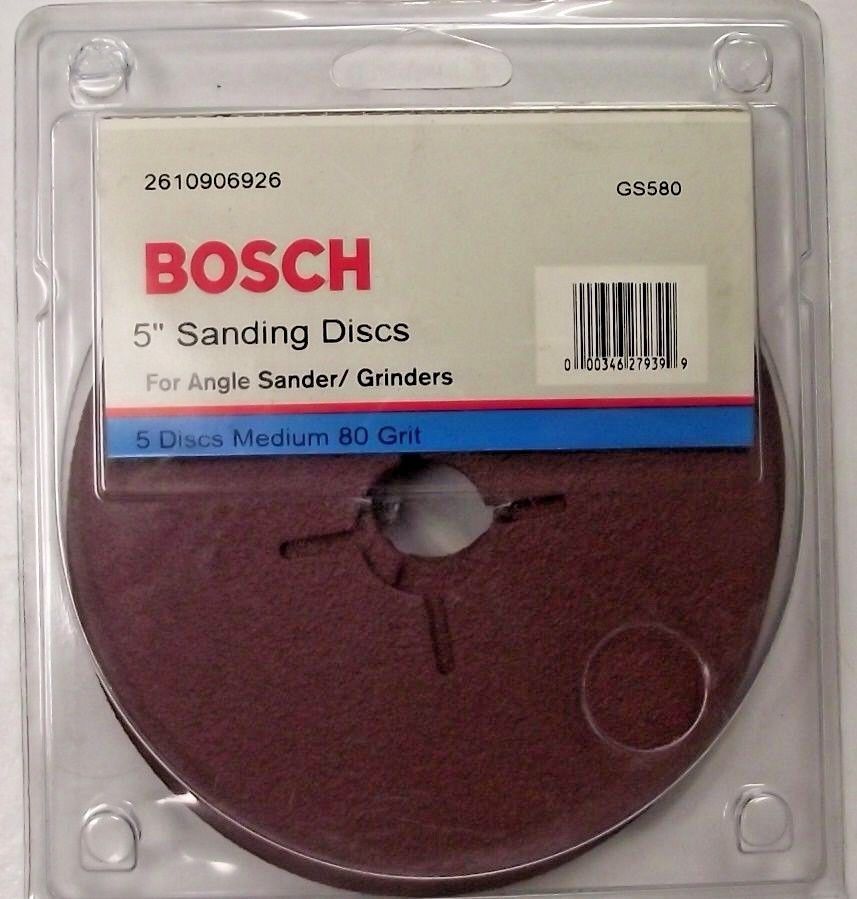 2610906926
GS580
BOSCH
5" Sanding Discs
For Angle Sander/ Grinders
0 00346 27939 9
5 Discs Medium 80 Grit